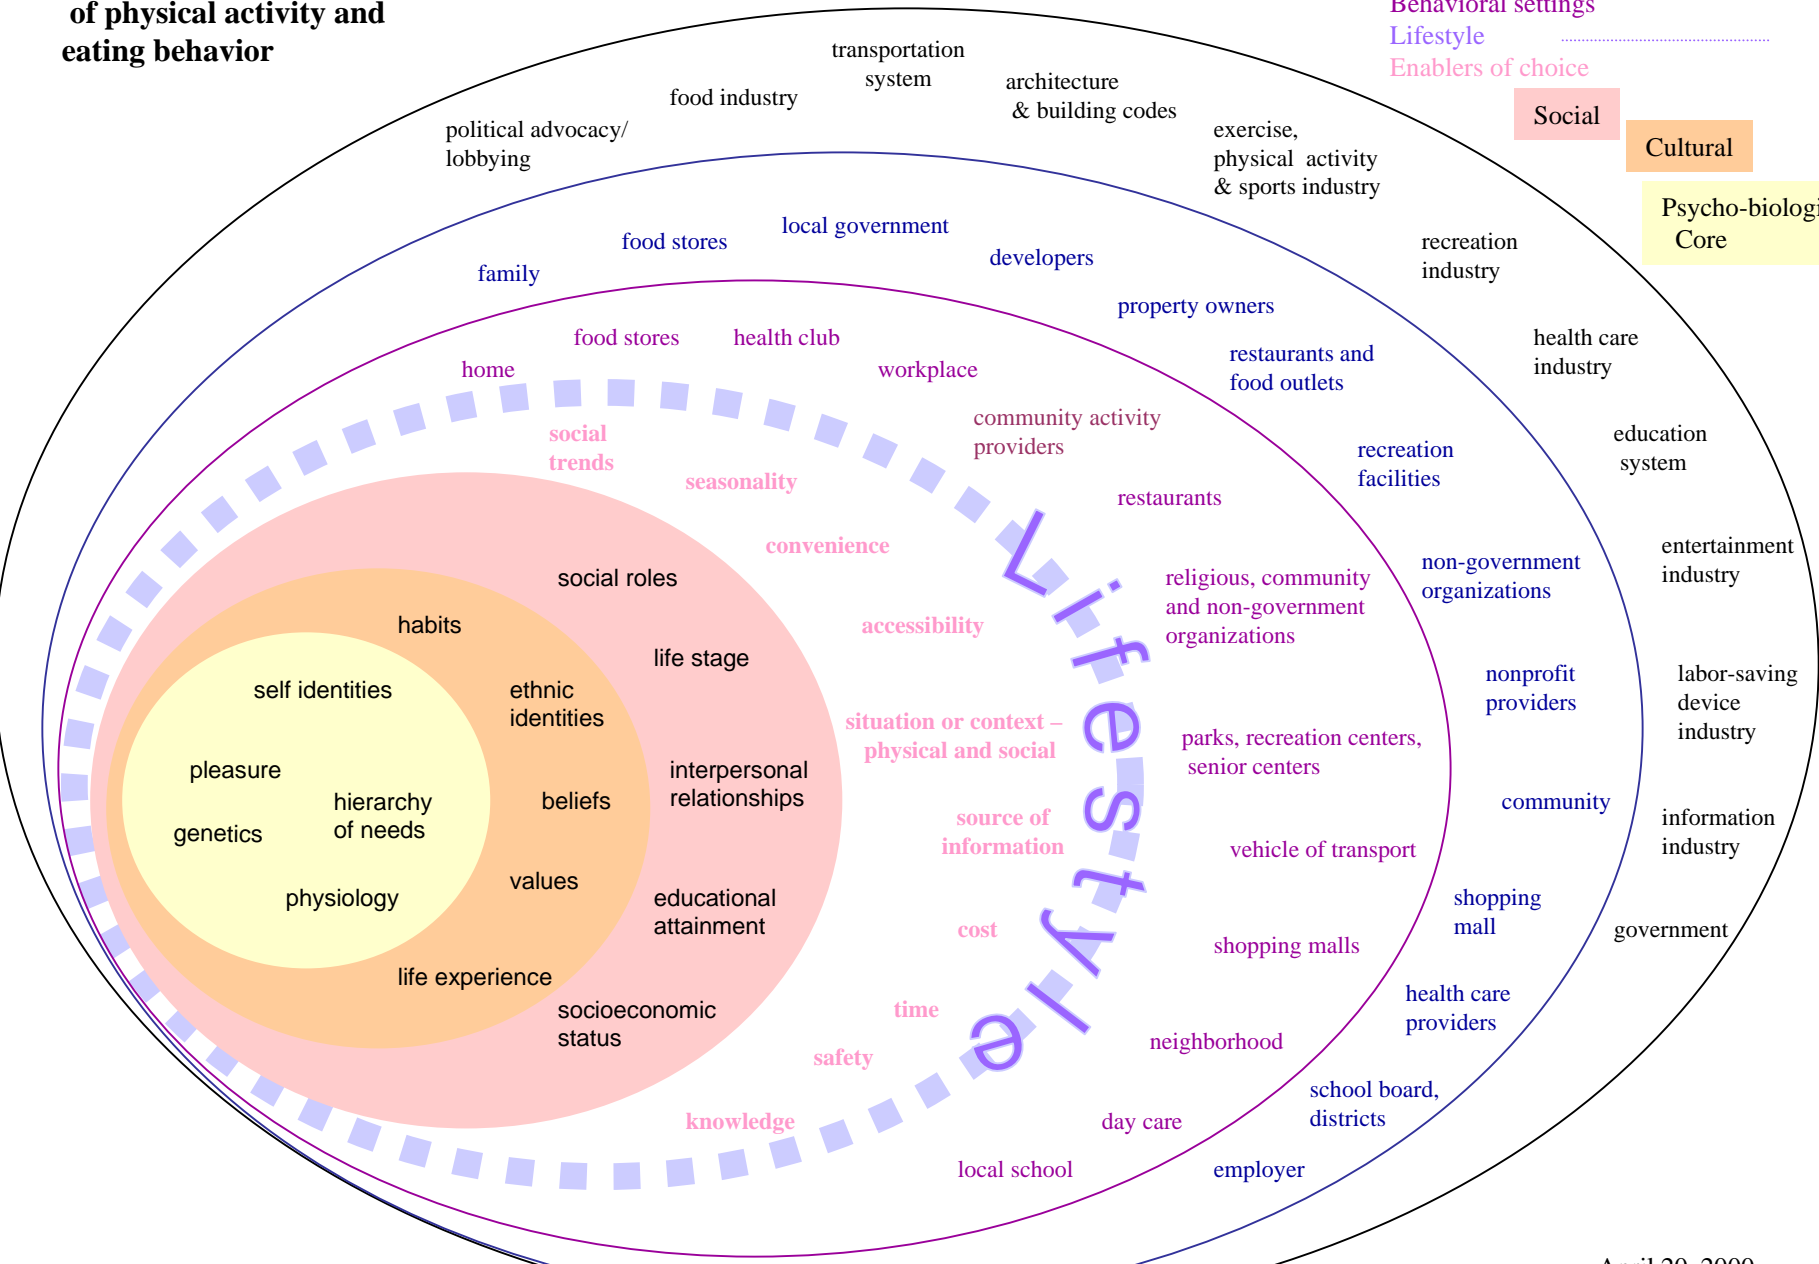 of physical activity and
eating behavior
Behavioral settings
Lifestyle
Enablers of choice
Social
Cultural
Psycho-biologi
Core
transportation
system
architecture
& building codes
food industry
political advocacy/
lobbying
exercise,
physical activity
& sports industry
recreation
industry
health care
industry
education
system
entertainment
industry
labor-saving
device
industry
information
industry
government
family
food stores
local government
developers
property owners
restaurants and
food outlets
recreation
facilities
non-government
organizations
nonprofit
providers
community
shopping
mall
health care
providers
school board,
districts
employer
home
food stores
health club
workplace
community activity
providers
restaurants
religious, community
and non-government
organizations
parks, recreation centers,
senior centers
vehicle of transport
shopping malls
neighborhood
day care
local school
Lifestyle
social
trends
seasonality
convenience
accessibility
situation or context –
physical and social
source of
information
cost
time
safety
knowledge
social roles
life stage
interpersonal
relationships
educational
attainment
socioeconomic
status
habits
ethnic
identities
beliefs
values
life experience
self identities
pleasure
hierarchy
of needs
genetics
physiology
April 20, 2000